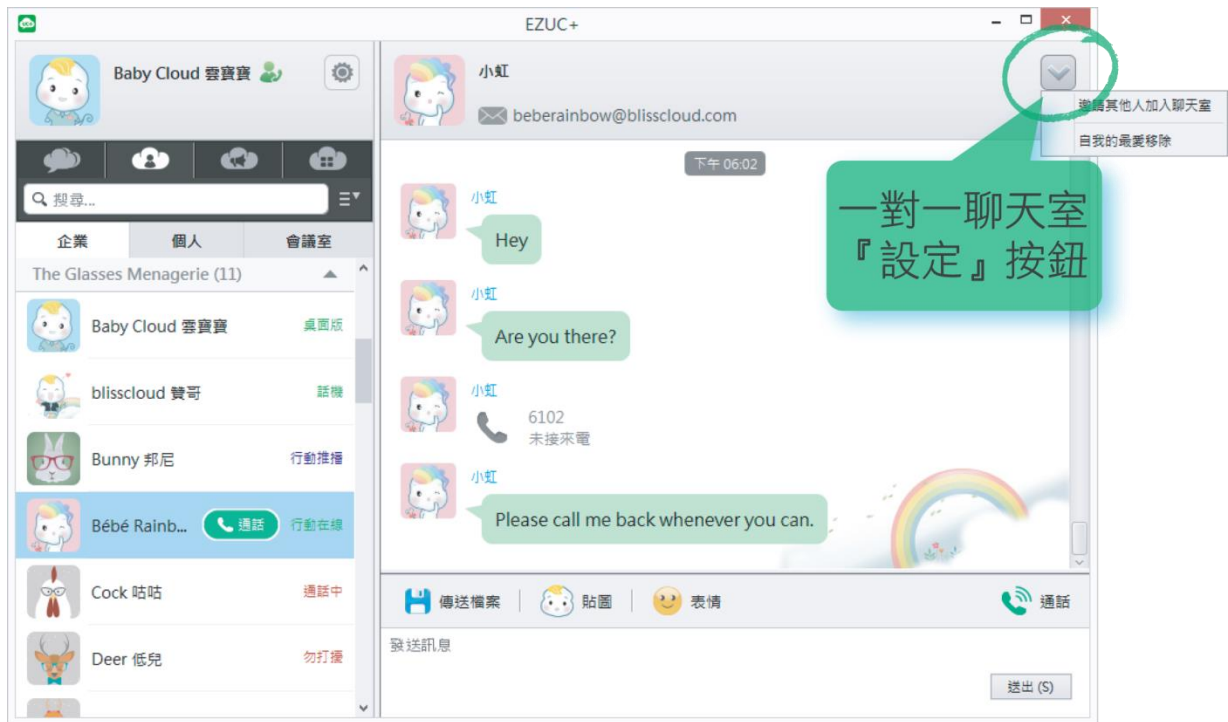 EZUC+
Baby Cloud 雲寶寶
搜尋...
企業 個人 會議室
The Glasses Menagerie (11)
Baby Cloud 雲寶寶 桌面版
blisscloud 贊哥 話機
Bunny 邦尼 行動推播
Bébé Rainb... 通話 行動在線
Cock 咕咕 通話中
Deer 低兒 勿打擾
小虹
beberainbow@blisscloud.com
邀請其他人加入聊天室
自我的最愛移除
一對一聊天室
『設定』按鈕
下午 06:02
小虹
Hey
小虹
Are you there?
小虹
6102
未接來電
小虹
Please call me back whenever you can.
傳送檔案 貼圖 表情 通話
發送訊息
送出 (S)